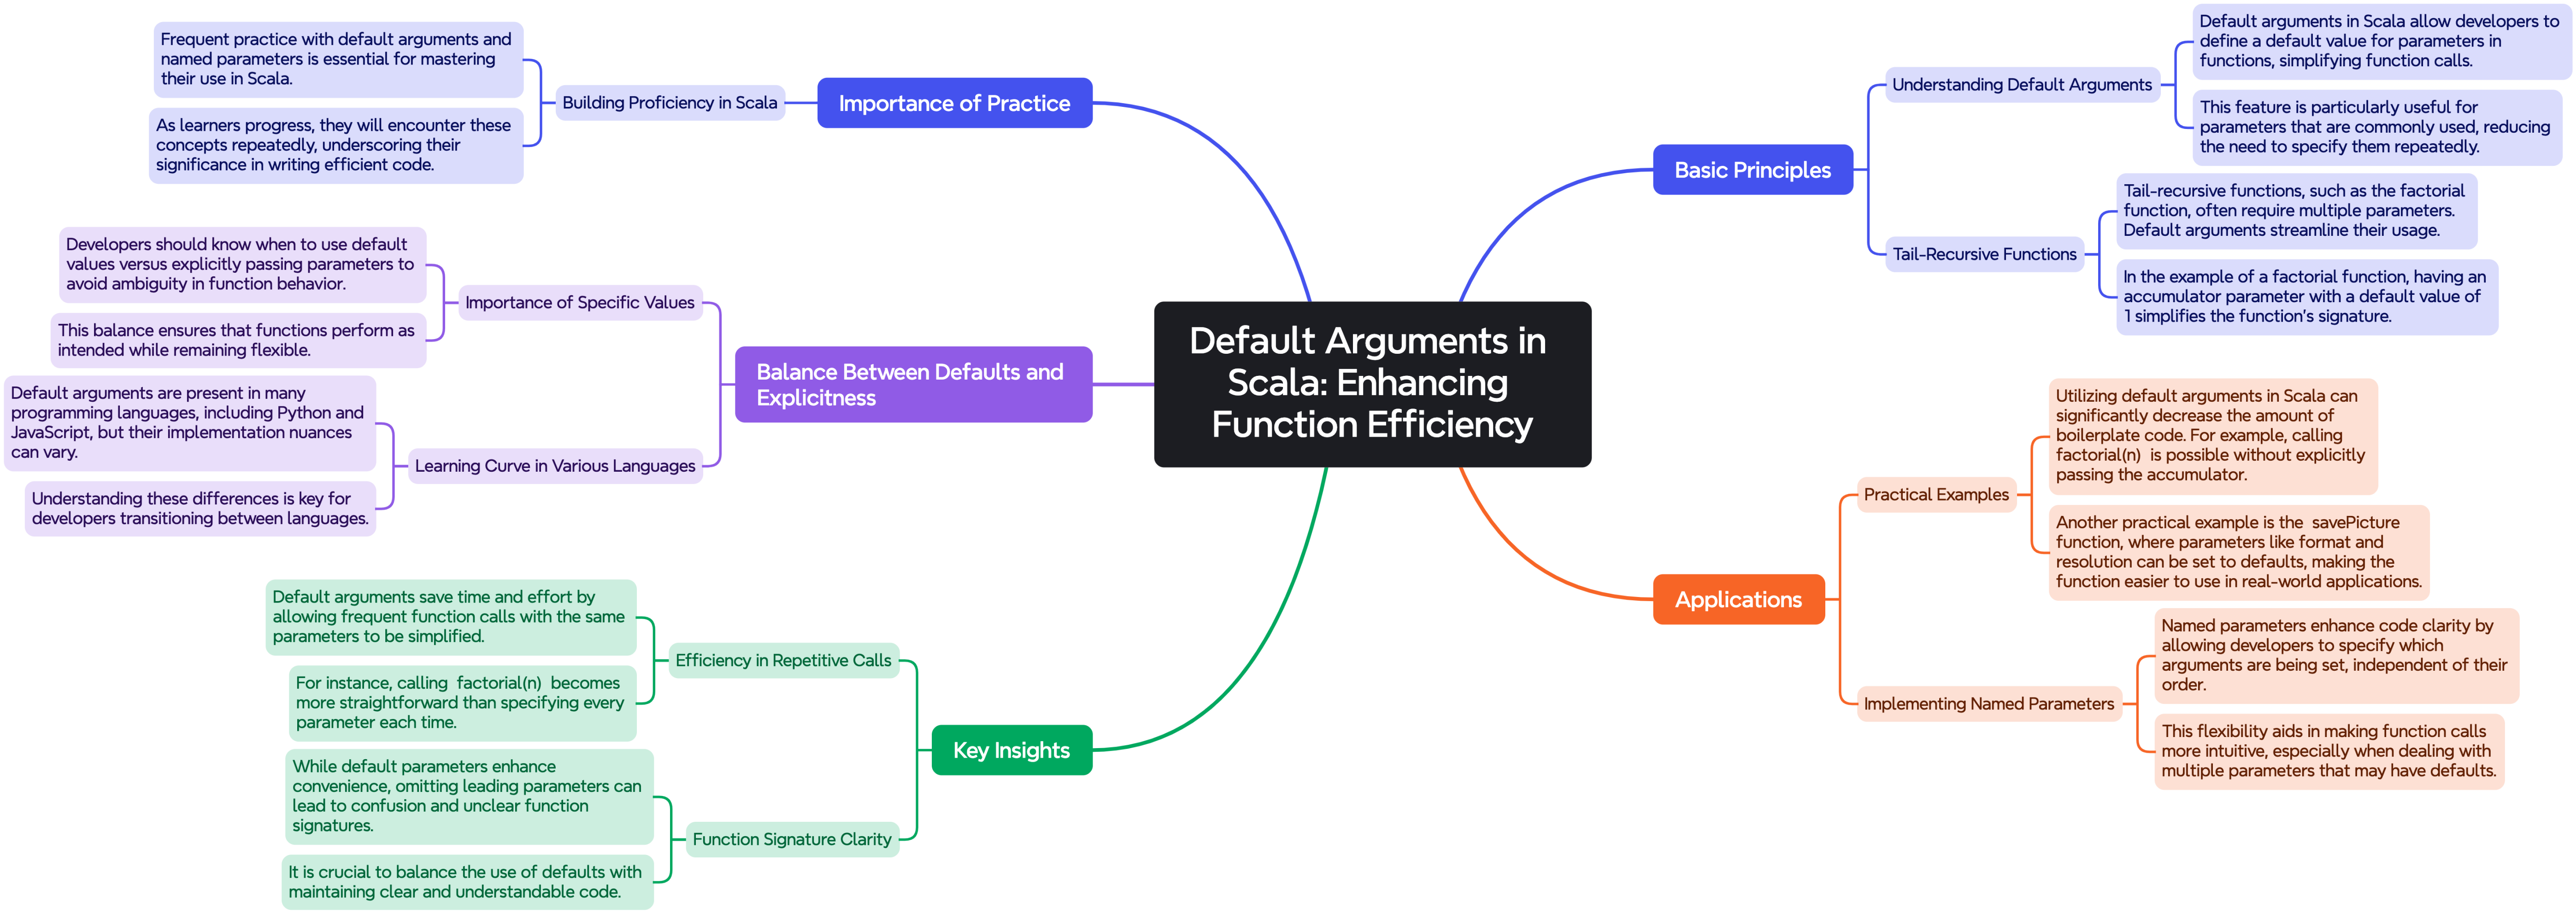 Default Arguments in
Scala: Enhancing
Function Efficiency
Basic Principles
Understanding Default Arguments
Default arguments in Scala allow developers to
define a default value for parameters in
functions, simplifying function calls.
This feature is particularly useful for
parameters that are commonly used, reducing
the need to specify them repeatedly.
Tail-Recursive Functions
Tail-recursive functions, such as the factorial
function, often require multiple parameters.
Default arguments streamline their usage.
In the example of a factorial function, having an
accumulator parameter with a default value of
1 simplifies the function's signature.
Applications
Practical Examples
Utilizing default arguments in Scala can
significantly decrease the amount of
boilerplate code. For example, calling
factorial(n)  is possible without explicitly
passing the accumulator.
Another practical example is the  savePicture
function, where parameters like format and
resolution can be set to defaults, making the
function easier to use in real-world applications.
Implementing Named Parameters
Named parameters enhance code clarity by
allowing developers to specify which
arguments are being set, independent of their
order.
This flexibility aids in making function calls
more intuitive, especially when dealing with
multiple parameters that may have defaults.
Key Insights
Efficiency in Repetitive Calls
Default arguments save time and effort by
allowing frequent function calls with the same
parameters to be simplified.
For instance, calling  factorial(n)  becomes
more straightforward than specifying every
parameter each time.
Function Signature Clarity
While default parameters enhance
convenience, omitting leading parameters can
lead to confusion and unclear function
signatures.
It is crucial to balance the use of defaults with
maintaining clear and understandable code.
Balance Between Defaults and
Explicitness
Importance of Specific Values
Developers should know when to use default
values versus explicitly passing parameters to
avoid ambiguity in function behavior.
This balance ensures that functions perform as
intended while remaining flexible.
Learning Curve in Various Languages
Default arguments are present in many
programming languages, including Python and
JavaScript, but their implementation nuances
can vary.
Understanding these differences is key for
developers transitioning between languages.
Importance of Practice
Building Proficiency in Scala
Frequent practice with default arguments and
named parameters is essential for mastering
their use in Scala.
As learners progress, they will encounter these
concepts repeatedly, underscoring their
significance in writing efficient code.